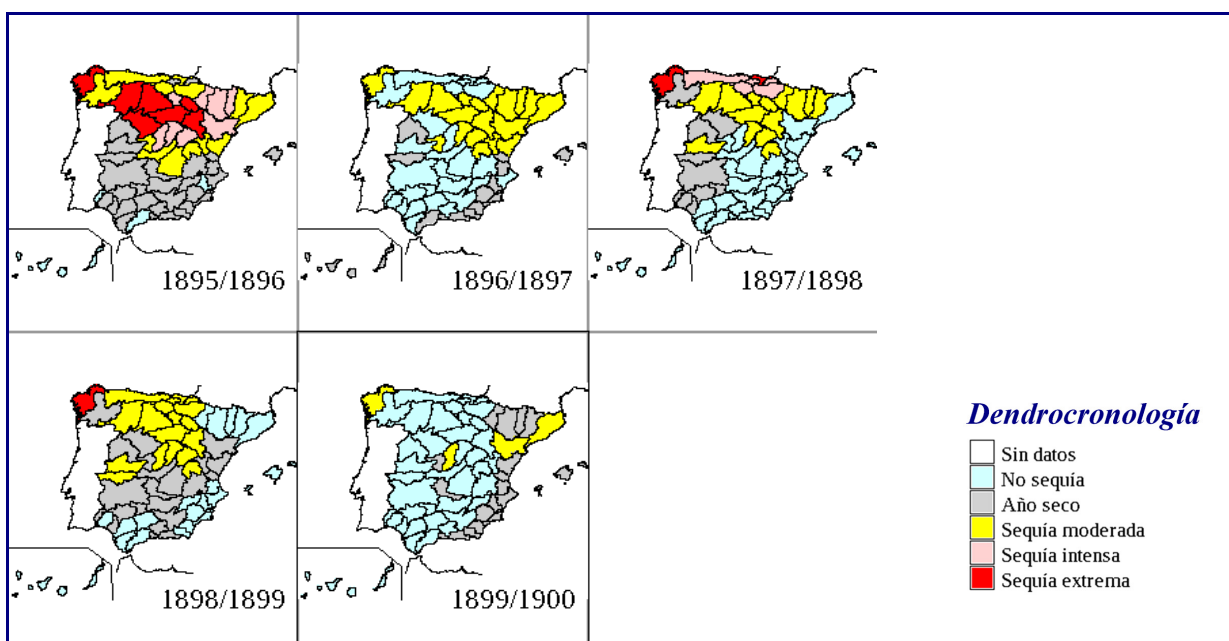 1895/1896
1896/1897
1897/1898
1898/1899
1899/1900
Dendrocronología
Sin datos
No sequía
Año seco
Sequía moderada
Sequía intensa
Sequía extrema